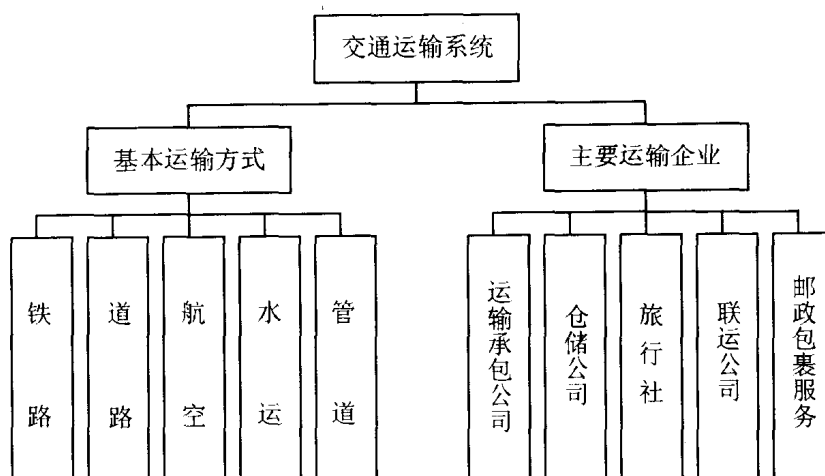 交通运输系统
基本运输方式
主要运输企业
铁路
道路
航空
水运
管道
运输承包公司
仓储公司
旅行社
联运公司
邮政包裹服务